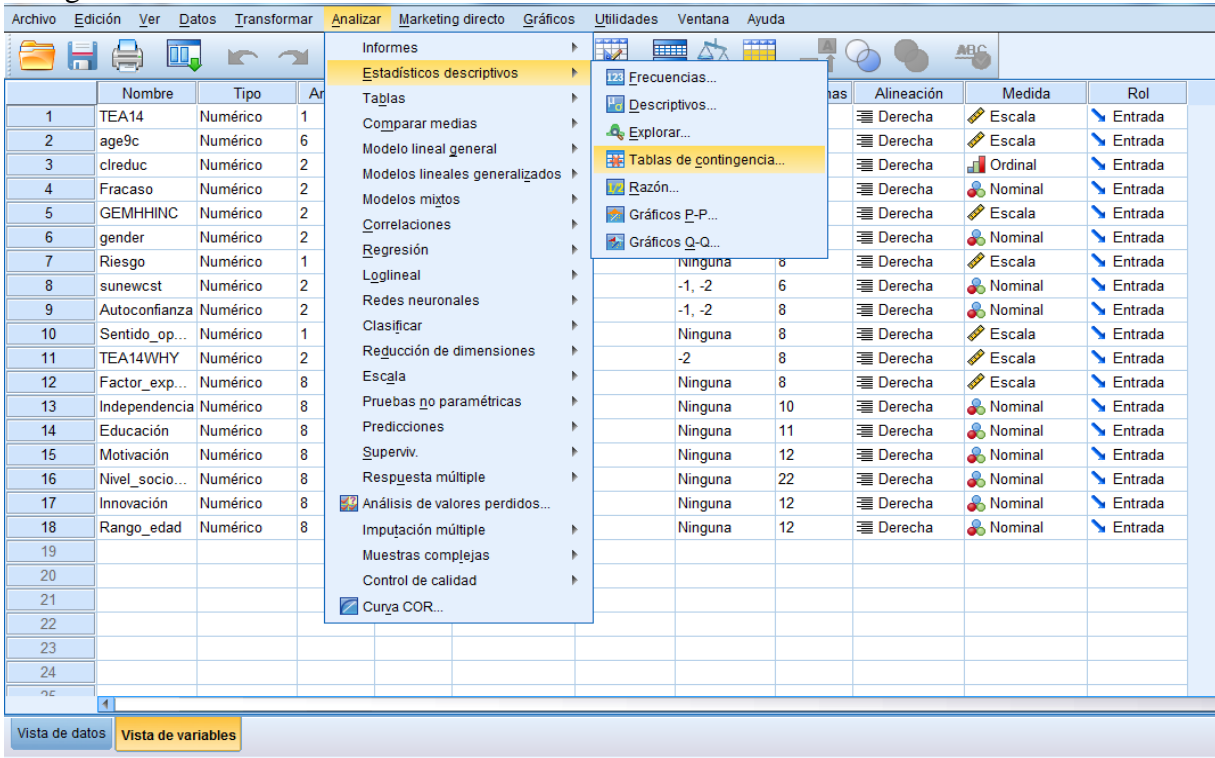 Archivo Edición Ver Datos Transformar Analizar Marketing directo Gráficos Utilidades Ventana Ayuda
Informes
Estadísticos descriptivos
Tablas
Comparar medias
Modelo lineal general
Modelos lineales generalizados
Modelos mixtos
Correlaciones
Regresión
Loglineal
Redes neuronales
Clasificar
Reducción de dimensiones
Escala
Pruebas no paramétricas
Predicciones
Superviv.
Respuesta múltiple
Análisis de valores perdidos...
Imputación múltiple
Muestras complejas
Control de calidad
Curva COR...
Frecuencias...
Descriptivos...
Explorar...
Tablas de contingencia...
Razón...
Gráficos P-P...
Gráficos Q-Q...
Nombre Tipo Alineación Medida Rol
1 TEA14 Numérico 1 Derecha Escala Entrada
2 age9c Numérico 6 Derecha Escala Entrada
3 clreduc Numérico 2 Derecha Ordinal Entrada
4 Fracaso Numérico 2 Derecha Nominal Entrada
5 GEMHHINC Numérico 2 Derecha Escala Entrada
6 gender Numérico 2 Derecha Nominal Entrada
7 Riesgo Numérico 1 Ninguna 8 Derecha Escala Entrada
8 sunewcst Numérico 2 -1, -2 6 Derecha Nominal Entrada
9 Autoconfianza Numérico 2 -1, -2 8 Derecha Nominal Entrada
10 Sentido_op... Numérico 1 Ninguna 8 Derecha Escala Entrada
11 TEA14WHY Numérico 2 -2 8 Derecha Escala Entrada
12 Factor_exp... Numérico 8 Ninguna 8 Derecha Escala Entrada
13 Independencia Numérico 8 Ninguna 10 Derecha Nominal Entrada
14 Educación Numérico 8 Ninguna 11 Derecha Nominal Entrada
15 Motivación Numérico 8 Ninguna 12 Derecha Nominal Entrada
16 Nivel_socio... Numérico 8 Ninguna 22 Derecha Nominal Entrada
17 Innovación Numérico 8 Ninguna 12 Derecha Nominal Entrada
18 Rango_edad Numérico 8 Ninguna 12 Derecha Nominal Entrada
19
20
21
22
23
24
Vista de datos Vista de variables